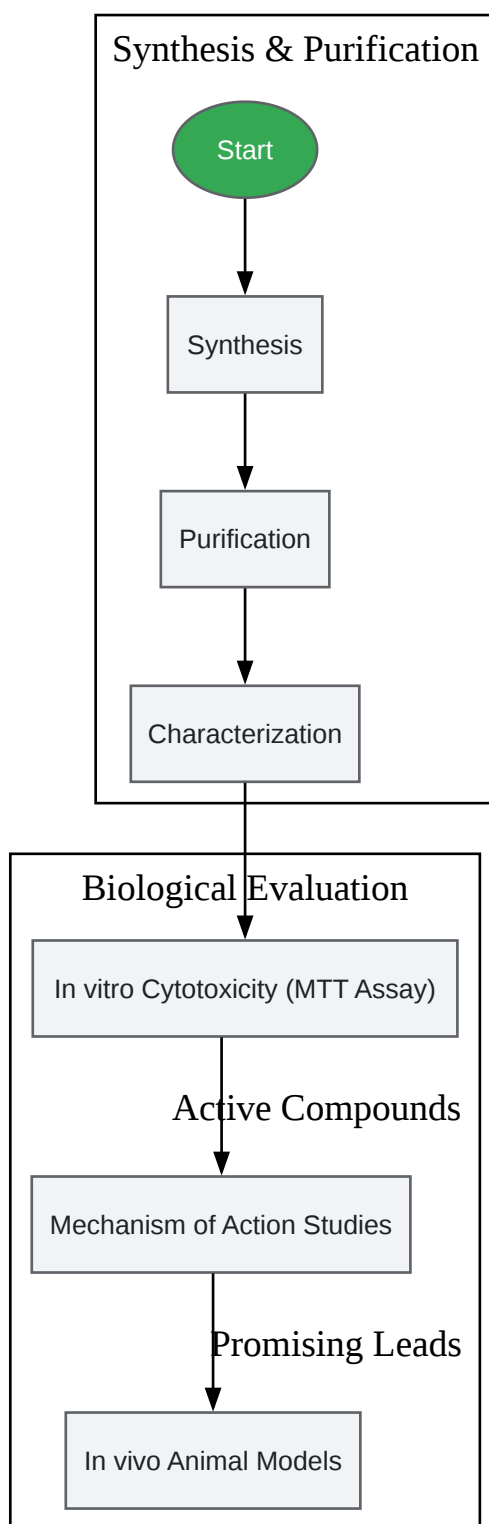 Synthesis & Purification
Start
Synthesis
Purification
Characterization
Biological Evaluation
In vitro Cytotoxicity (MTT Assay)
Active Compounds
Mechanism of Action Studies
Promising Leads
In vivo Animal Models